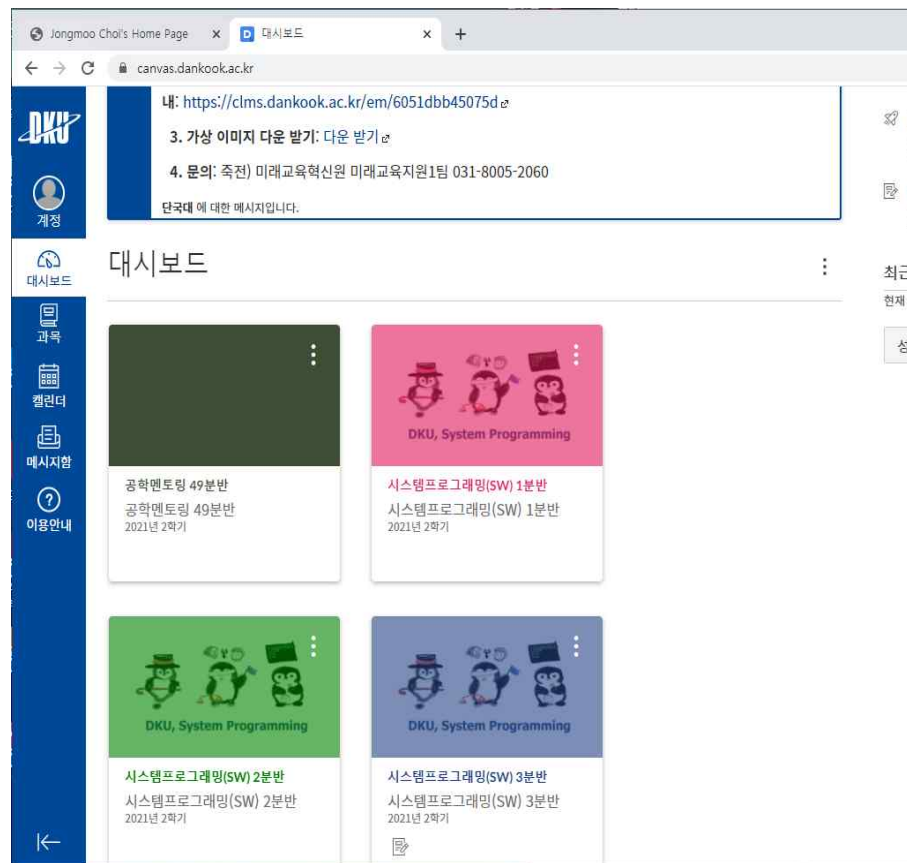 Jongmoo Choi's Home Page
대시보드
canvas.dankook.ac.kr
DKU
계정
대시보드
과목
캘린더
메시지함
이용안내
내: https://clms.dankook.ac.kr/em/6051dbb45075d
3. 가상 이미지 다운 받기: 다운 받기
4. 문의: 죽전) 미래교육혁신원 미래교육지원1팀 031-8005-2060
단국대 에 대한 메시지입니다.
대시보드
공학멘토링 49분반
공학멘토링 49분반
2021년 2학기
DKU, System Programming
시스템프로그래밍(SW) 1분반
시스템프로그래밍(SW) 1분반
2021년 2학기
DKU, System Programming
시스템프로그래밍(SW) 2분반
시스템프로그래밍(SW) 2분반
2021년 2학기
DKU, System Programming
시스템프로그래밍(SW) 3분반
시스템프로그래밍(SW) 3분반
2021년 2학기
최근
현재
성